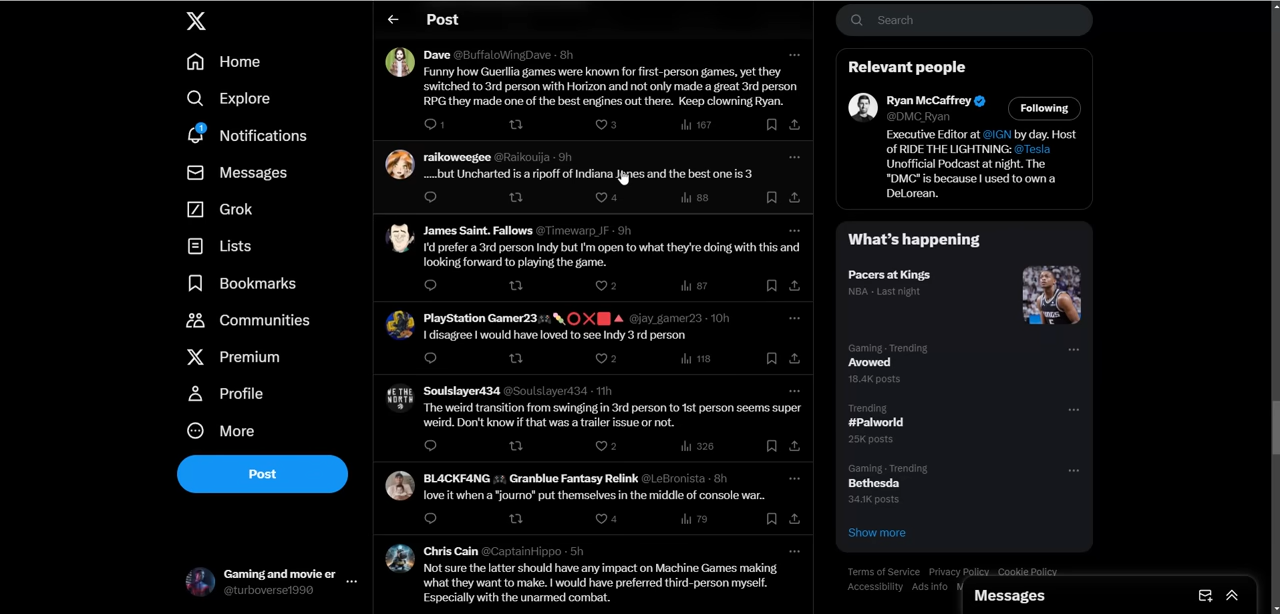 Home
Explore
1
Notifications
Messages
Grok
Lists
Bookmarks
Communities
Premium
Profile
More
Post
Gaming and movie er
@turboverse1990
Post
Dave @BuffaloWingDave · 8h
Funny how Guerllia games were known for first-person games, yet they
switched to 3rd person with Horizon and not only made a great 3rd person
RPG they made one of the best engines out there. Keep clowning Ryan.
1 3 167
raikoweegee @Raikouija · 9h
.....but Uncharted is a ripoff of Indiana Jones and the best one is 3
4 88
James Saint. Fallows @Timewarp_JF · 9h
I'd prefer a 3rd person Indy but I'm open to what they're doing with this and
looking forward to playing the game.
2 87
PlayStation Gamer23 @jay_gamer23 · 10h
I disagree I would have loved to see Indy 3 rd person
2 118
Soulslayer434 @Soulslayer434 · 11h
The weird transition from swinging in 3rd person to 1st person seems super
weird. Don't know if that was a trailer issue or not.
2 326
BL4CKF4NG Granblue Fantasy Relink @LeBronista · 8h
love it when a "journo" put themselves in the middle of console war..
4 79
Chris Cain @CaptainHippo · 5h
Not sure the latter should have any impact on Machine Games making
what they want to make. I would have preferred third-person myself.
Especially with the unarmed combat.
WE THE
NORTH
Search
Relevant people
Ryan McCaffrey
@DMC_Ryan
Following
Executive Editor at @IGN by day. Host
of RIDE THE LIGHTNING: @Tesla
Unofficial Podcast at night. The
"DMC" is because I used to own a
DeLorean.
What's happening
Pacers at Kings
NBA · Last night
Gaming · Trending
Avowed
18.4K posts
Trending
#Palworld
25K posts
Gaming · Trending
Bethesda
34.1K posts
Show more
Terms of Service Privacy Policy Cookie Policy
Accessibility Ads info
Messages